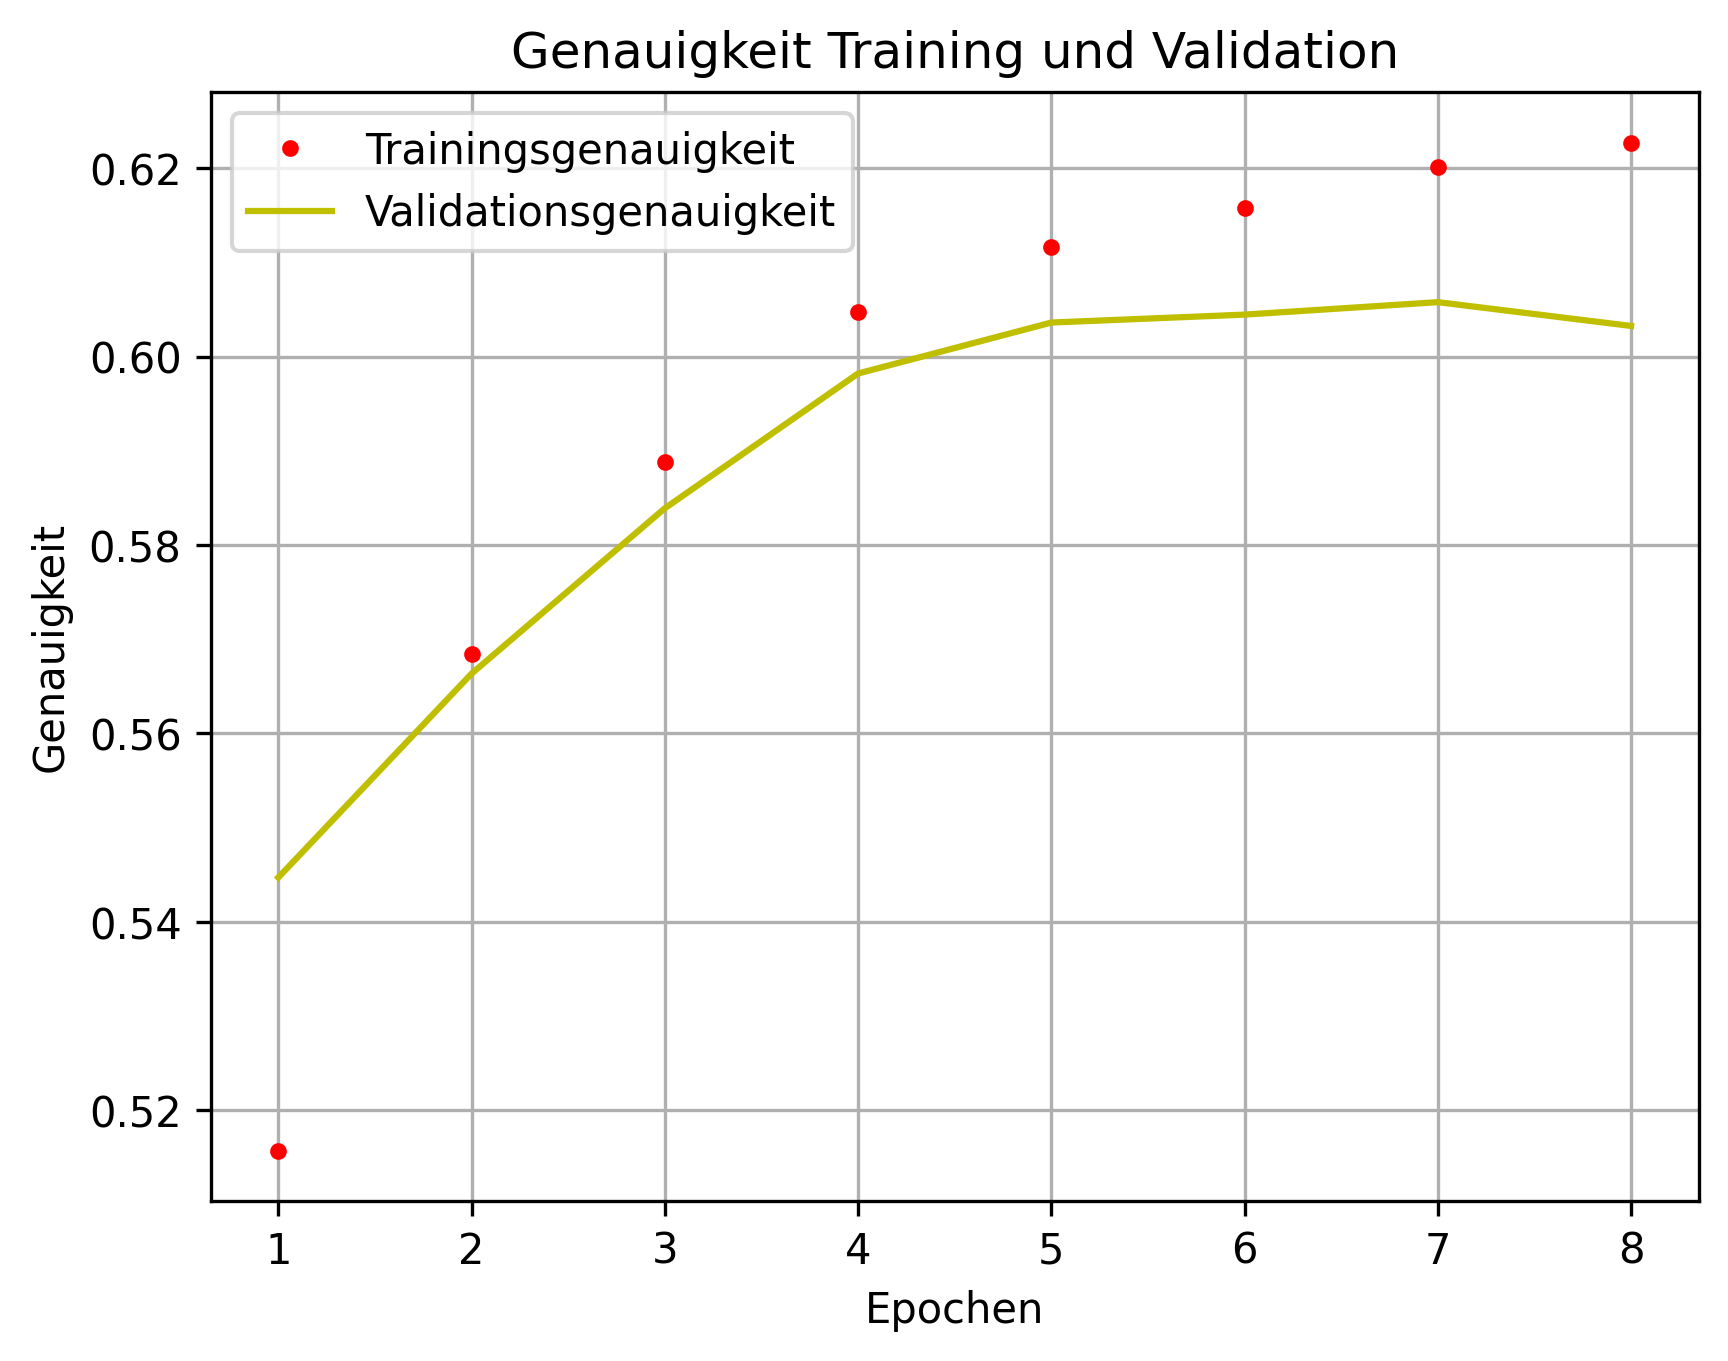 Genauigkeit Training und Validation
Trainingsgenauigkeit
Validationsgenauigkeit
0.62
0.60
0.58
0.56
0.54
0.52
Genauigkeit
1 2 3 4 5 6 7 8
Epochen